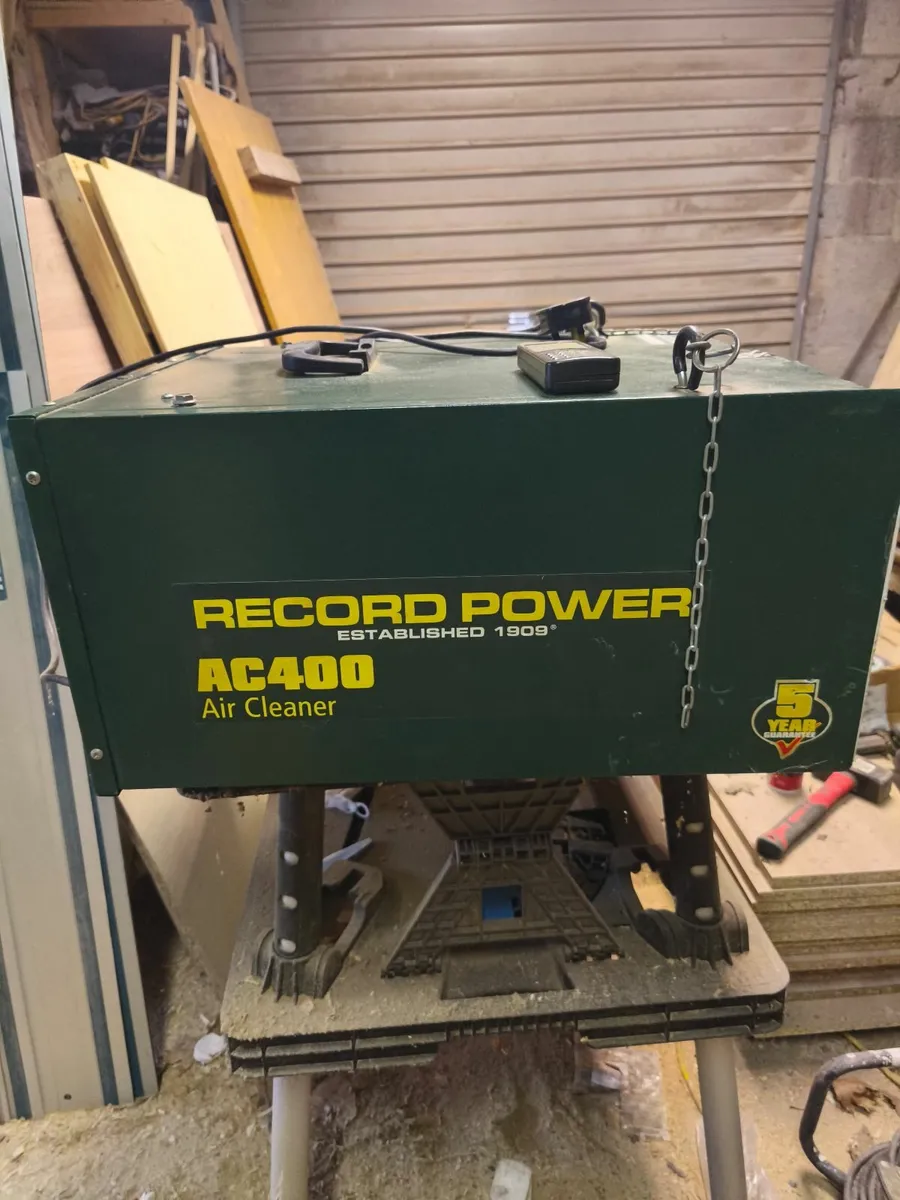 RECORD POWER
ESTABLISHED 1909®
AC400
Air Cleaner
5
YEAR
GUARANTEE